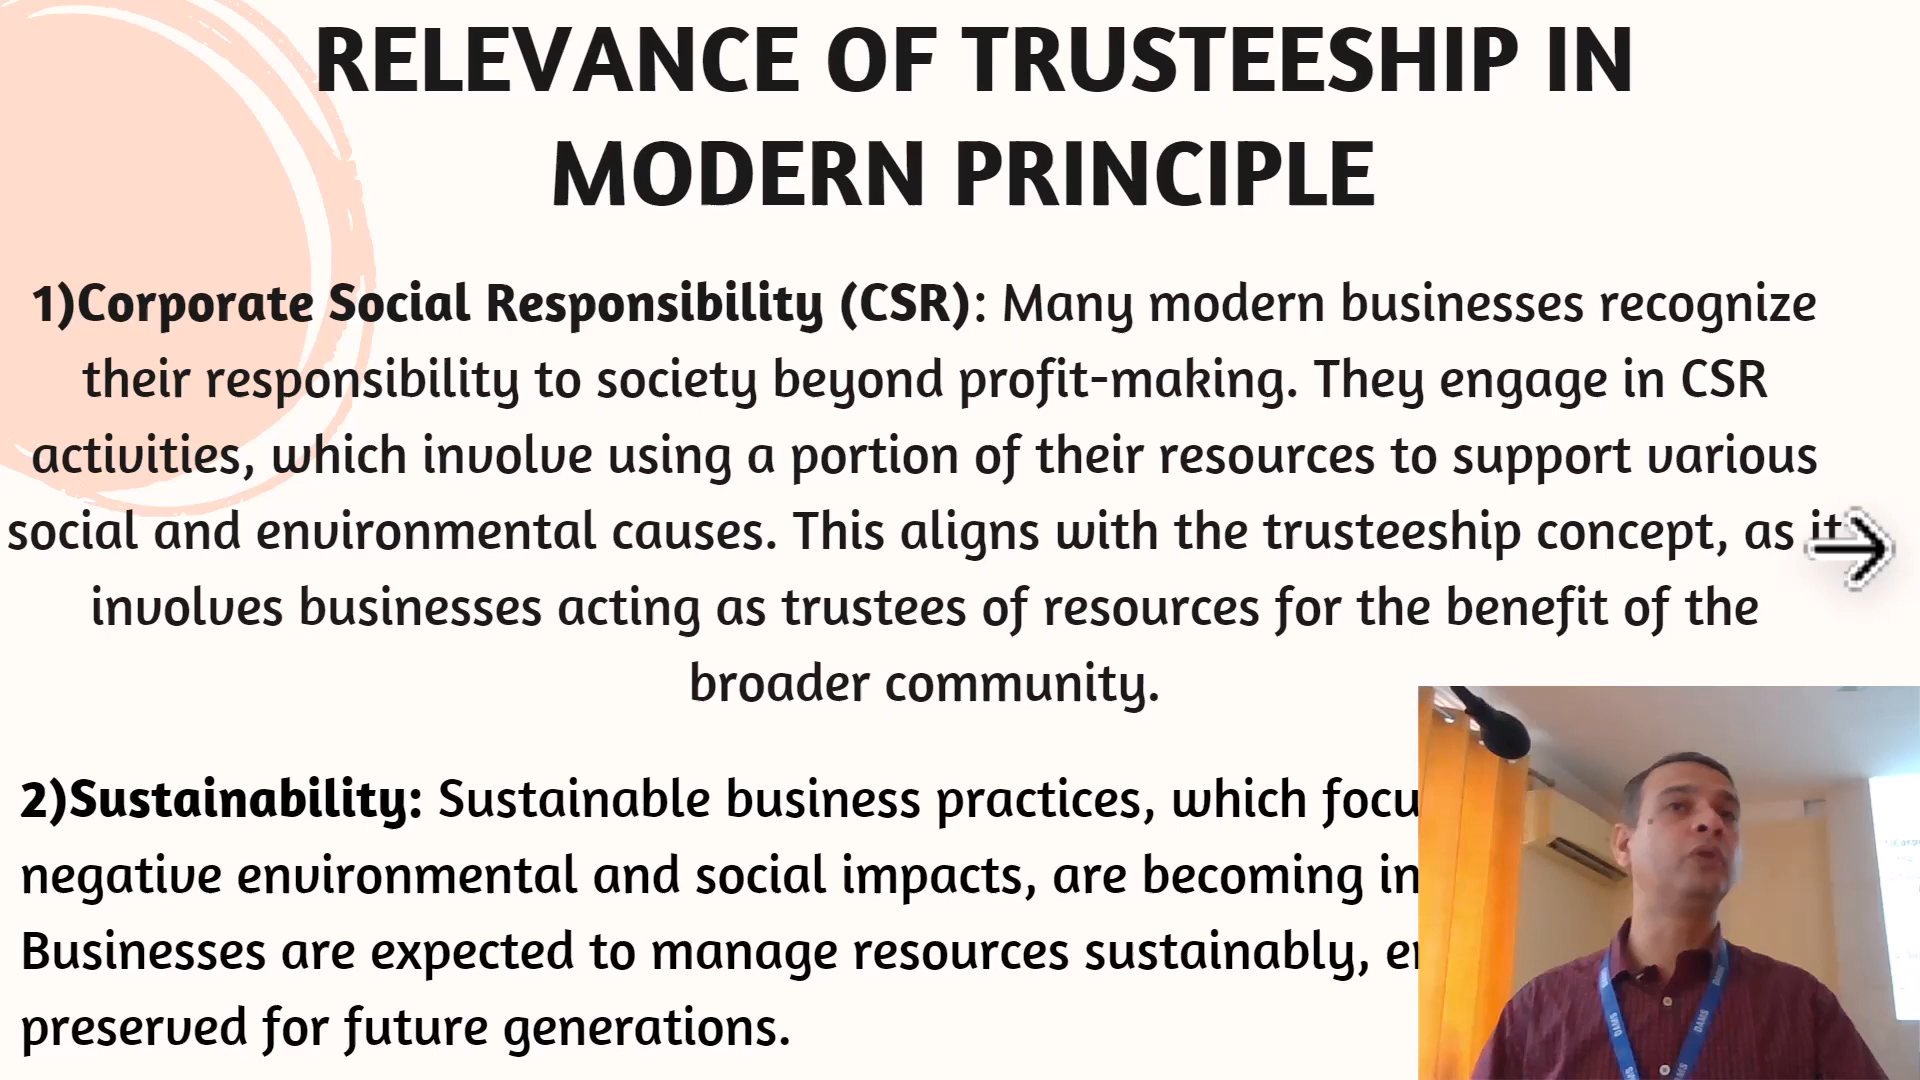 RELEVANCE OF TRUSTEESHIP IN
MODERN PRINCIPLE
1)Corporate Social Responsibility (CSR): Many modern businesses recognize
their responsibility to society beyond profit-making. They engage in CSR
activities, which involve using a portion of their resources to support various
social and environmental causes. This aligns with the trusteeship concept, as it
involves businesses acting as trustees of resources for the benefit of the
broader community.
2)Sustainability: Sustainable business practices, which
negative environmental and social impacts, are becoming
Businesses are expected to manage resources sustainably,
preserved for future generations.
DAMS
DAMS
DAMS
DAMS